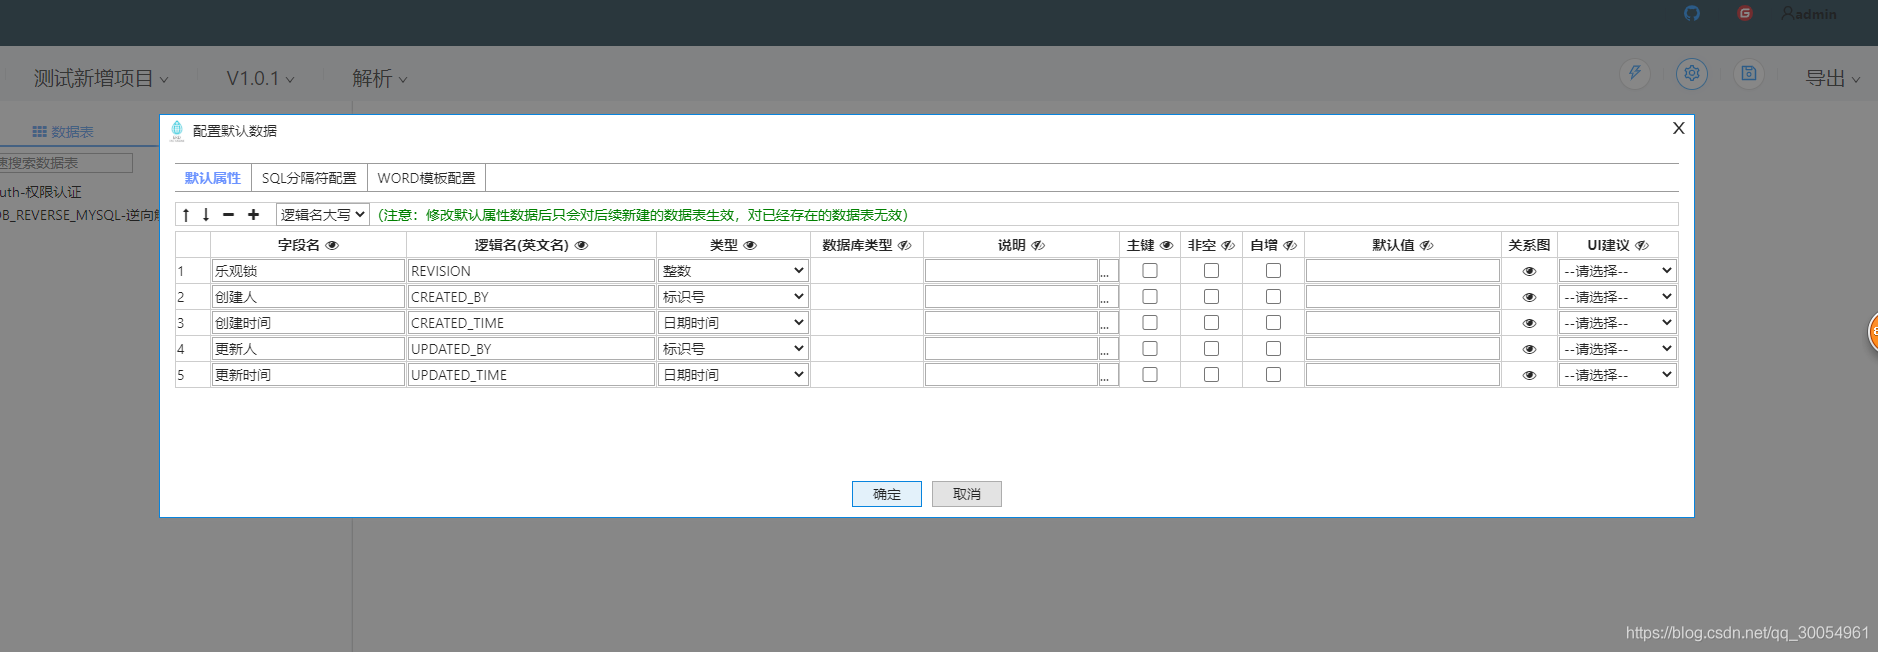 admin
测试新增项目 V1.0.1 解析 导出
数据表
速搜索数据表
uth-权限认证
DB_REVERSE_MYSQL-逆向解
配置默认数据 X
默认属性 SQL分隔符配置 WORD模板配置
逻辑名大写 (注意：修改默认属性数据后只会对后续新建的数据表生效，对已经存在的数据表无效)
字段名 逻辑名(英文名) 类型 数据库类型 说明 主键 非空 自增 默认值 关系图 UI建议
1 乐观锁 REVISION 整数 ... --请选择--
2 创建人 CREATED_BY 标识号 ... --请选择--
3 创建时间 CREATED_TIME 日期时间 ... --请选择--
4 更新人 UPDATED_BY 标识号 ... --请选择--
5 更新时间 UPDATED_TIME 日期时间 ... --请选择--
确定 取消
https://blog.csdn.net/qq_30054961